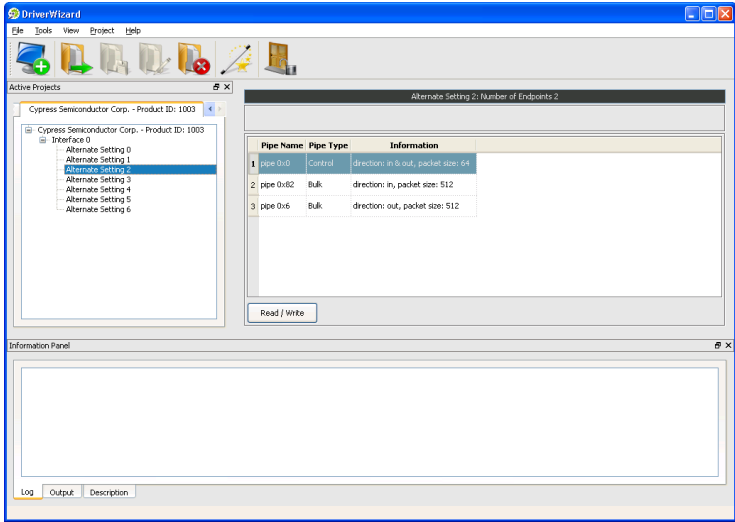 DriverWizard
File Tools View Project Help
Active Projects
Cypress Semiconductor Corp. - Product ID: 1003
Cypress Semiconductor Corp. - Product ID: 1003
Interface 0
Alternate Setting 0
Alternate Setting 1
Alternate Setting 2
Alternate Setting 3
Alternate Setting 4
Alternate Setting 5
Alternate Setting 6
Alternate Setting 2: Number of Endpoints 2
Pipe Name Pipe Type Information
1 pipe 0x0 Control direction: in & out, packet size: 64
2 pipe 0x82 Bulk direction: in, packet size: 512
3 pipe 0x6 Bulk direction: out, packet size: 512
Read / Write
Information Panel
Log Output Description